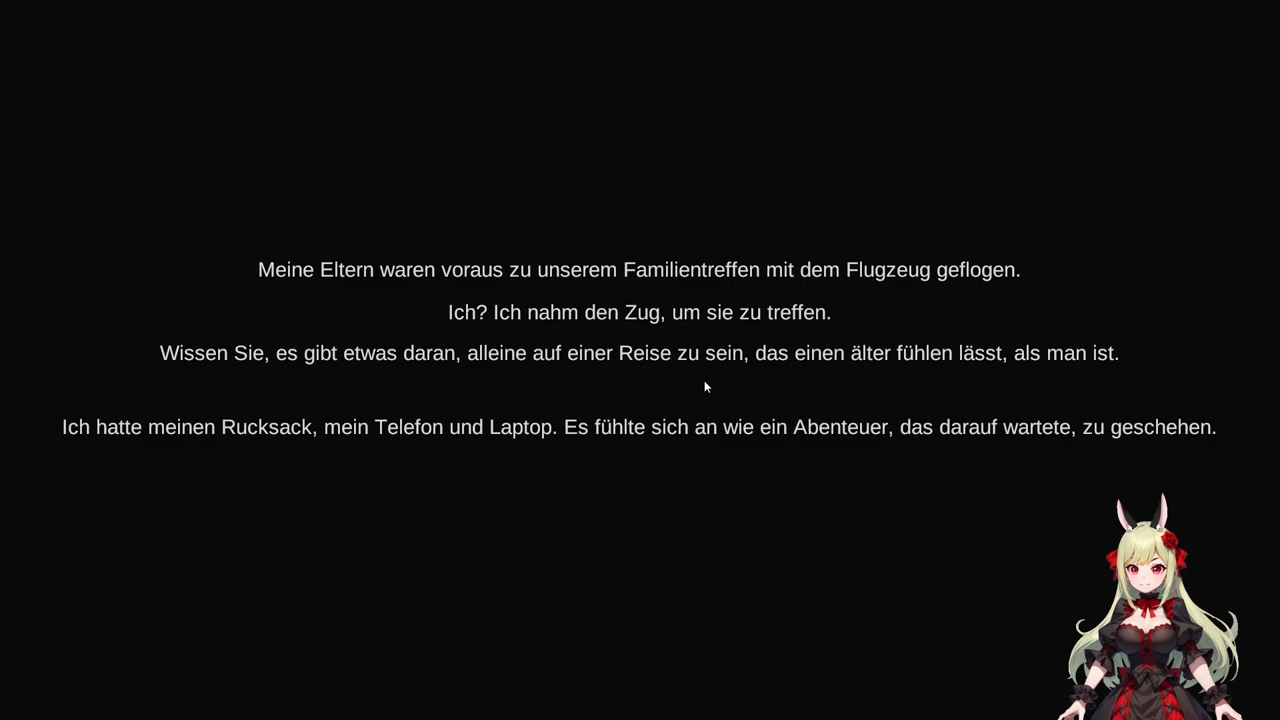 Meine Eltern waren voraus zu unserem Familientreffen mit dem Flugzeug geflogen.
Ich? Ich nahm den Zug, um sie zu treffen.
Wissen Sie, es gibt etwas daran, alleine auf einer Reise zu sein, das einen älter fühlen lässt, als man ist.
Ich hatte meinen Rucksack, mein Telefon und Laptop. Es fühlte sich an wie ein Abenteuer, das darauf wartete, zu geschehen.